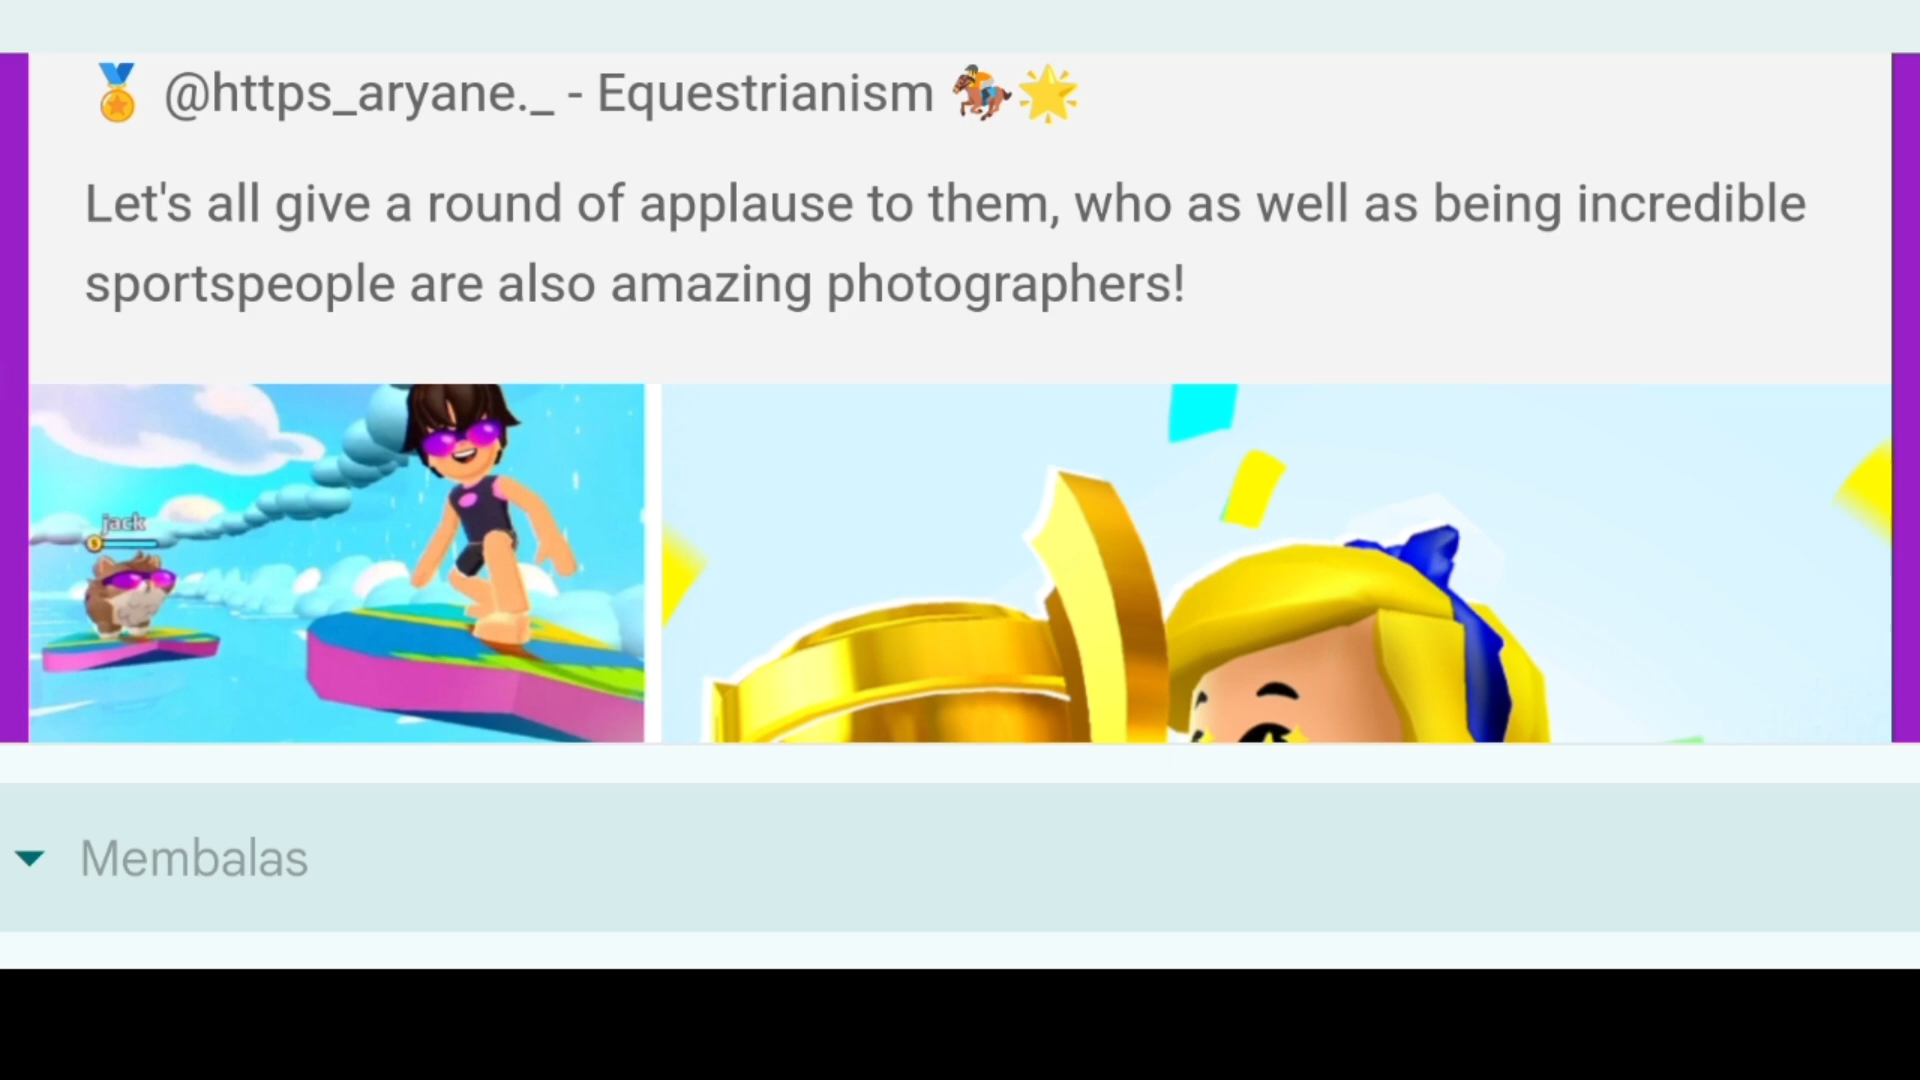 🏅 @https_aryane._ - Equestrianism 🏇🌟
Let's all give a round of applause to them, who as well as being incredible
sportspeople are also amazing photographers!
jack
Membalas